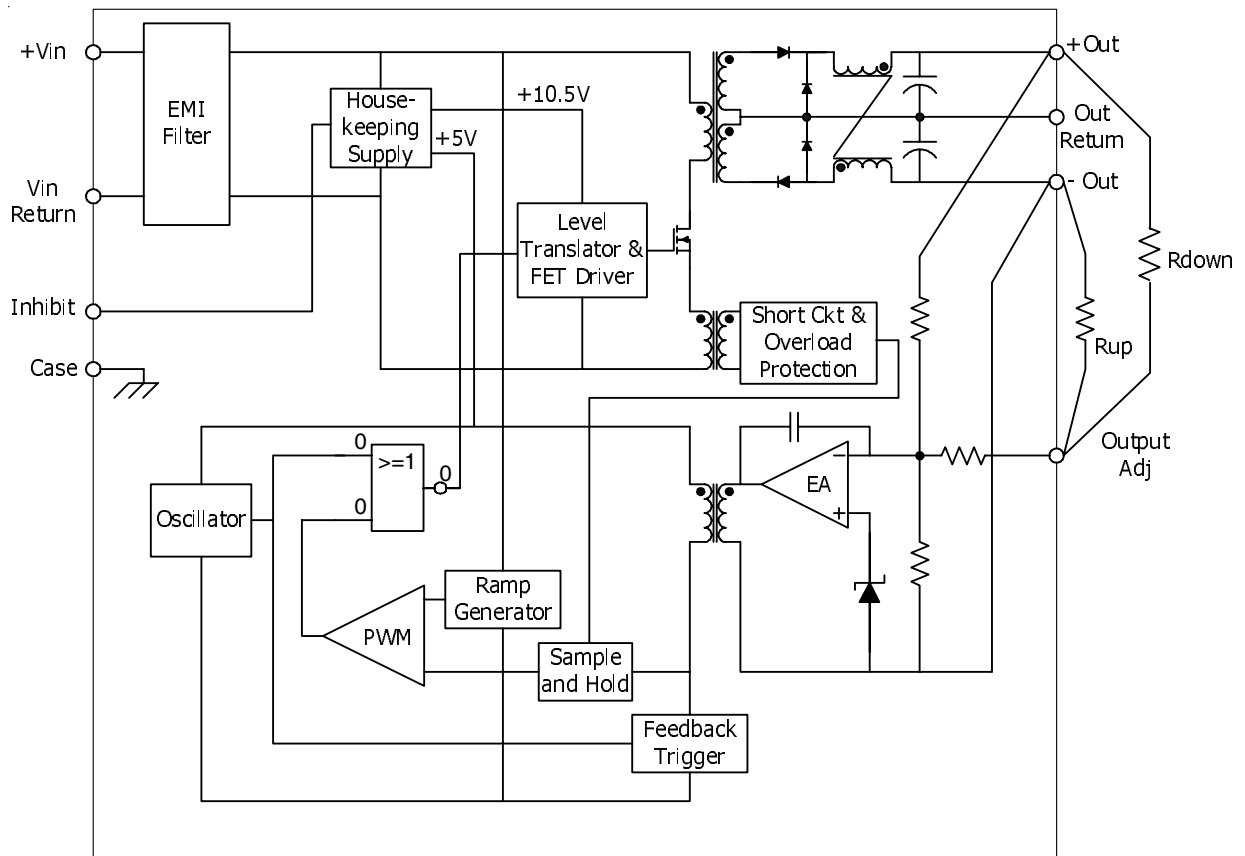 +Vin
EMI
Filter
House-
keeping
Supply
+10.5V
+5V
+Out
Out
Return
- Out
Vin
Return
Level
Translator &
FET Driver
Rdown
Inhibit
Short Ckt &
Overload
Protection
Rup
Case
0
>=1
0
0
EA
−
+
Output
Adj
Oscillator
Ramp
Generator
PWM
Sample
and Hold
Feedback
Trigger